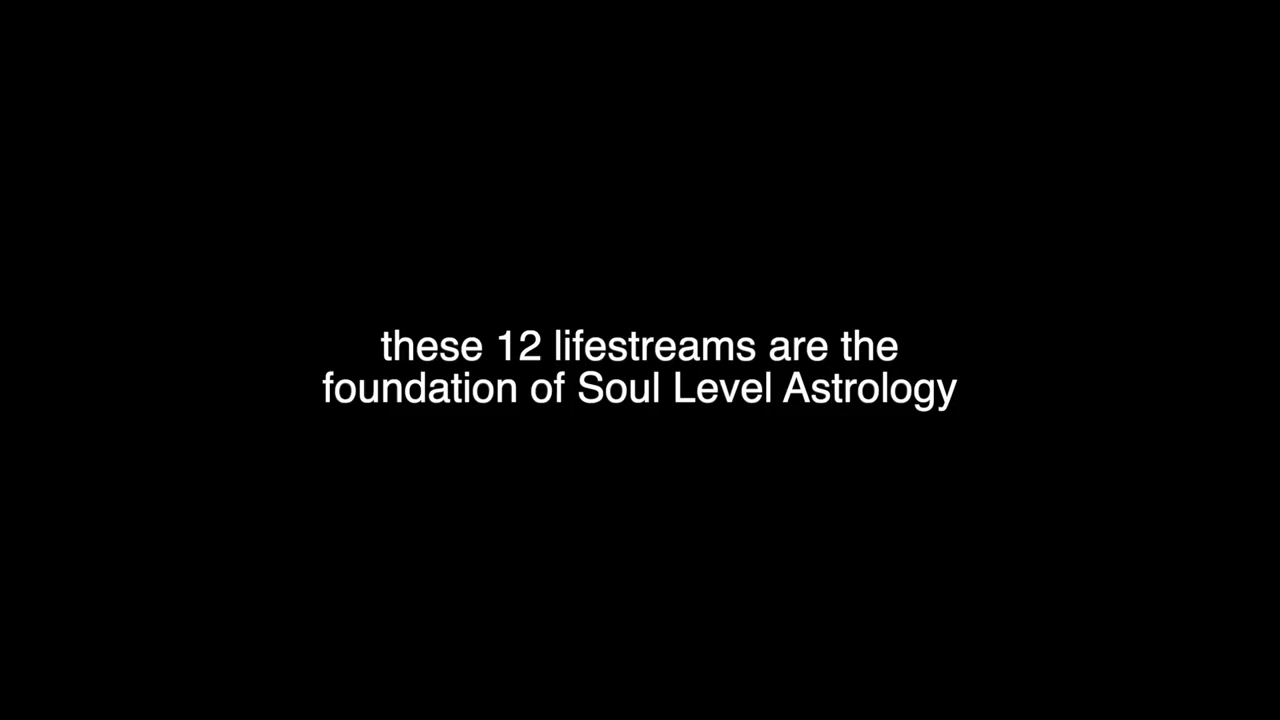 these 12 lifestreams are the
foundation of Soul Level Astrology